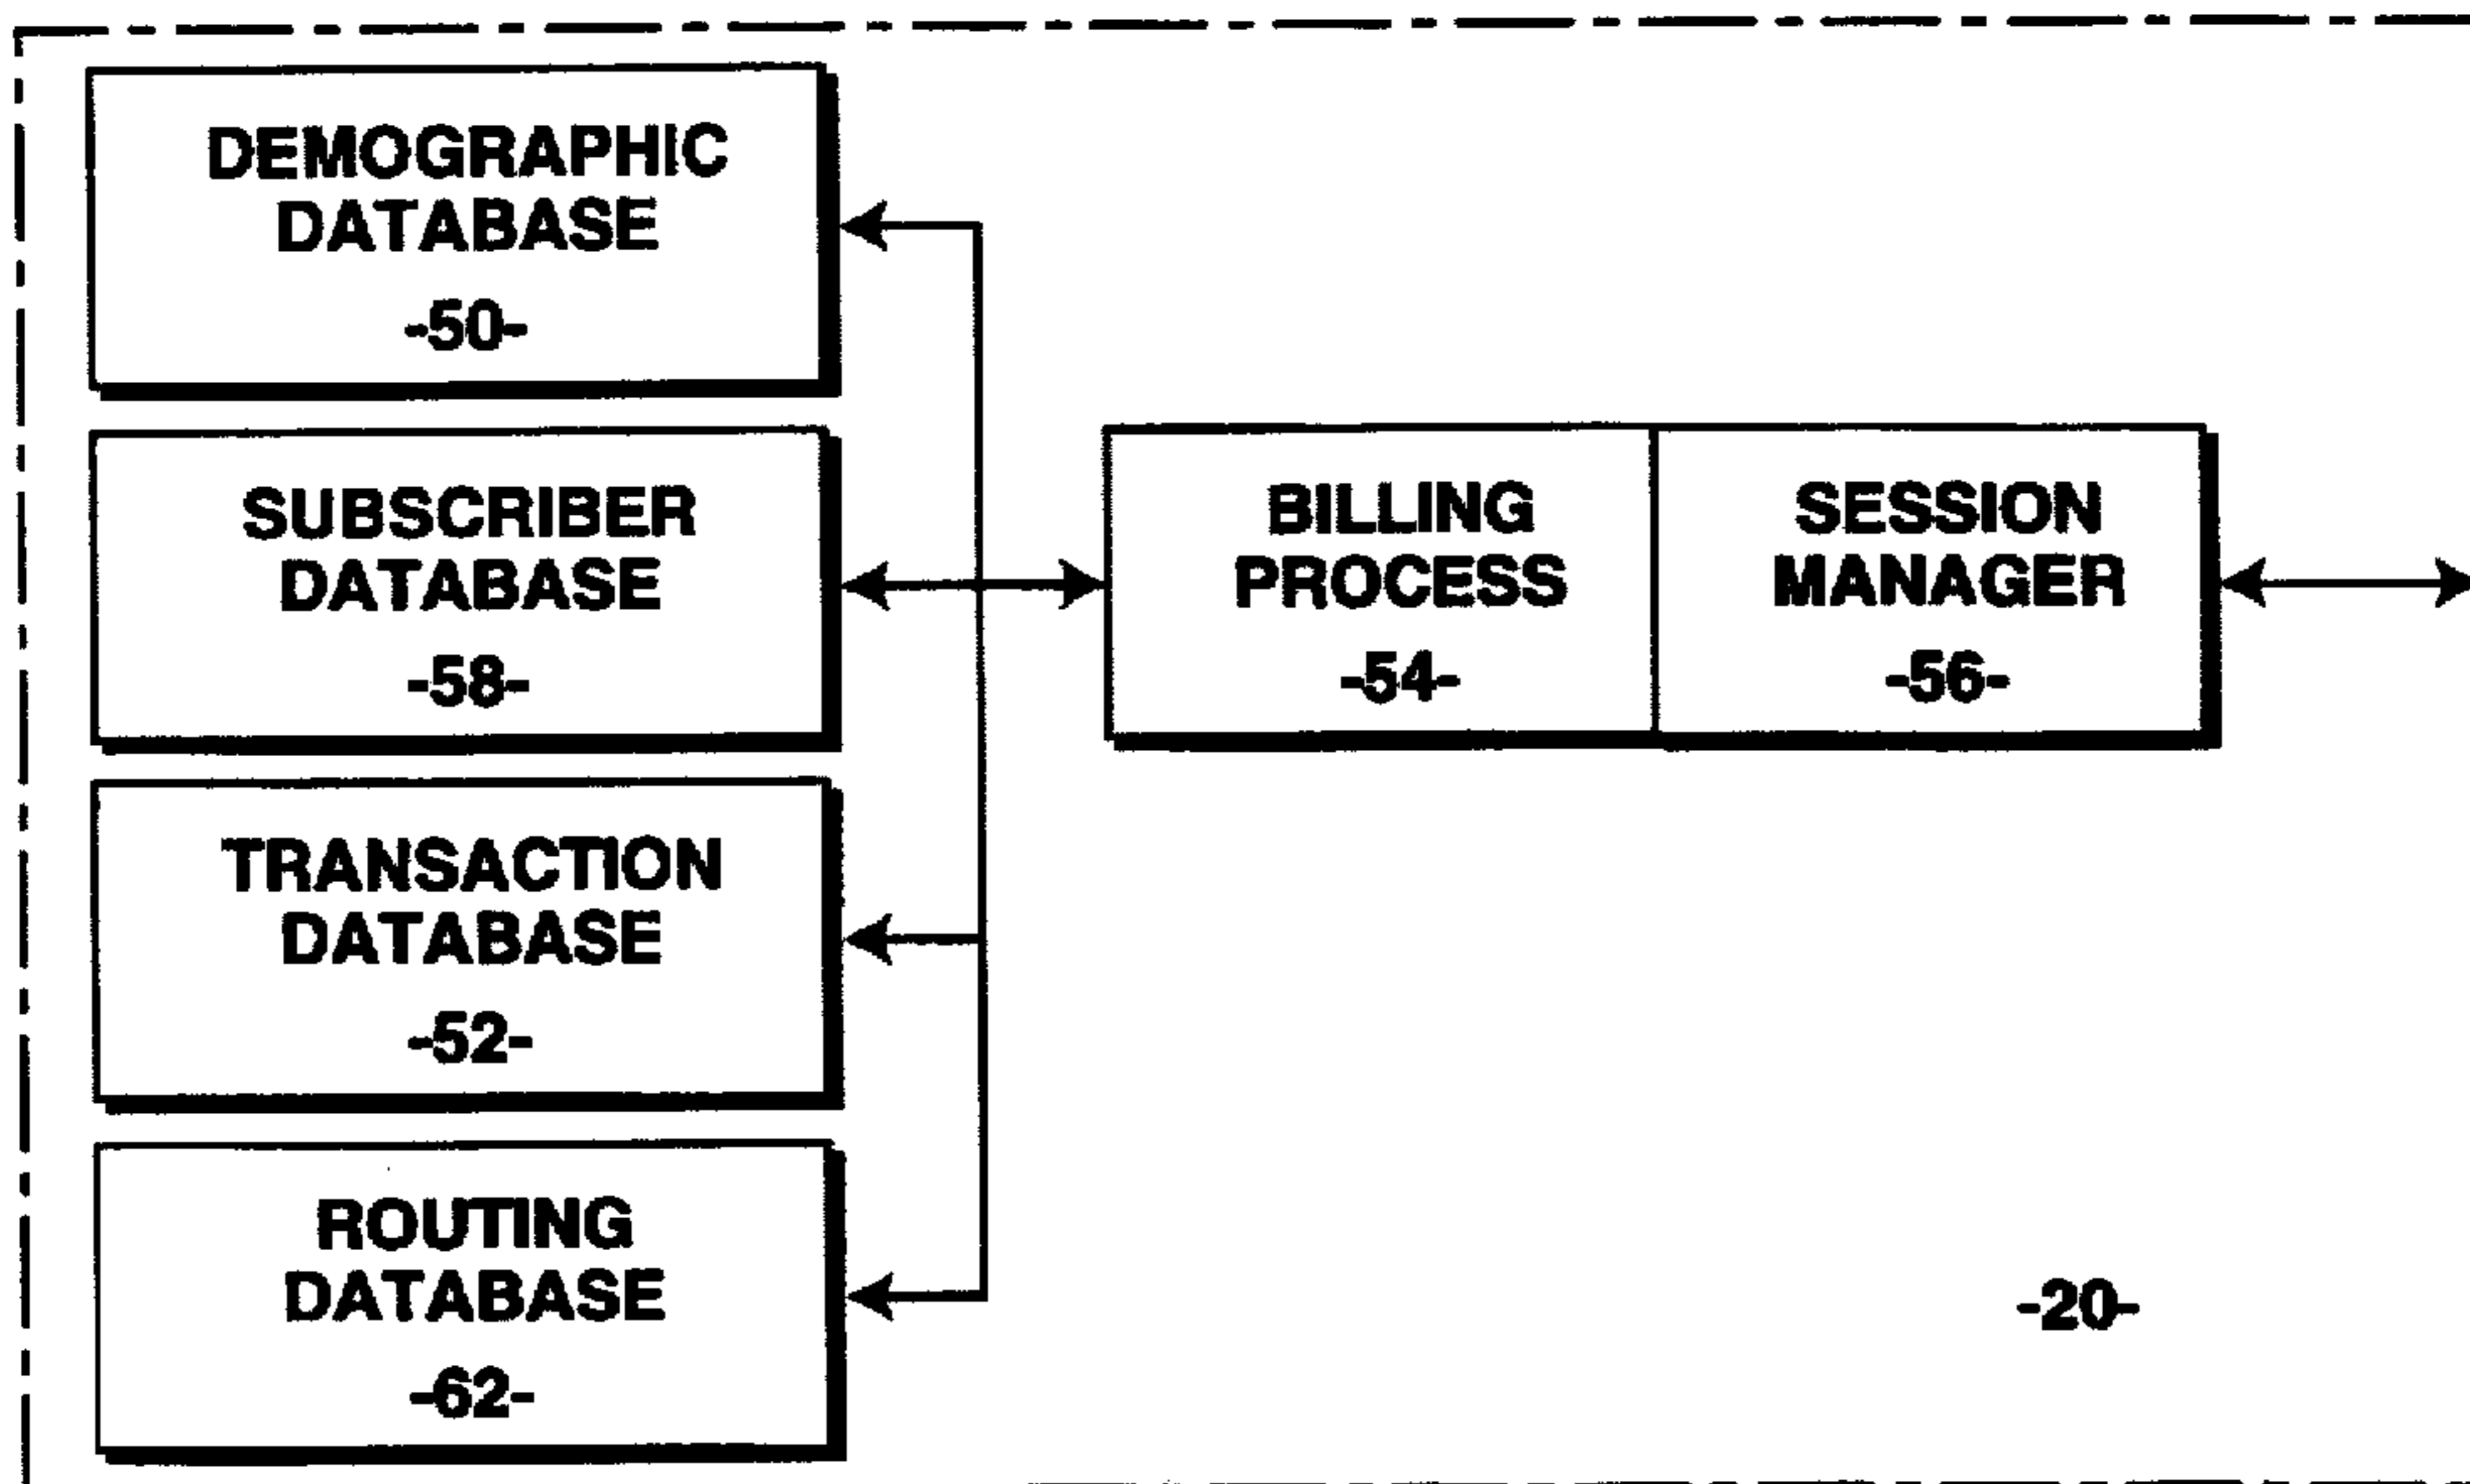 DEMOGRAPHIC
DATABASE
-50-
SUBSCRIBER
DATABASE
-58-
TRANSACTION
DATABASE
-52-
ROUTING
DATABASE
-62-
BILLING
PROCESS
-54-
SESSION
MANAGER
-56-
-20-